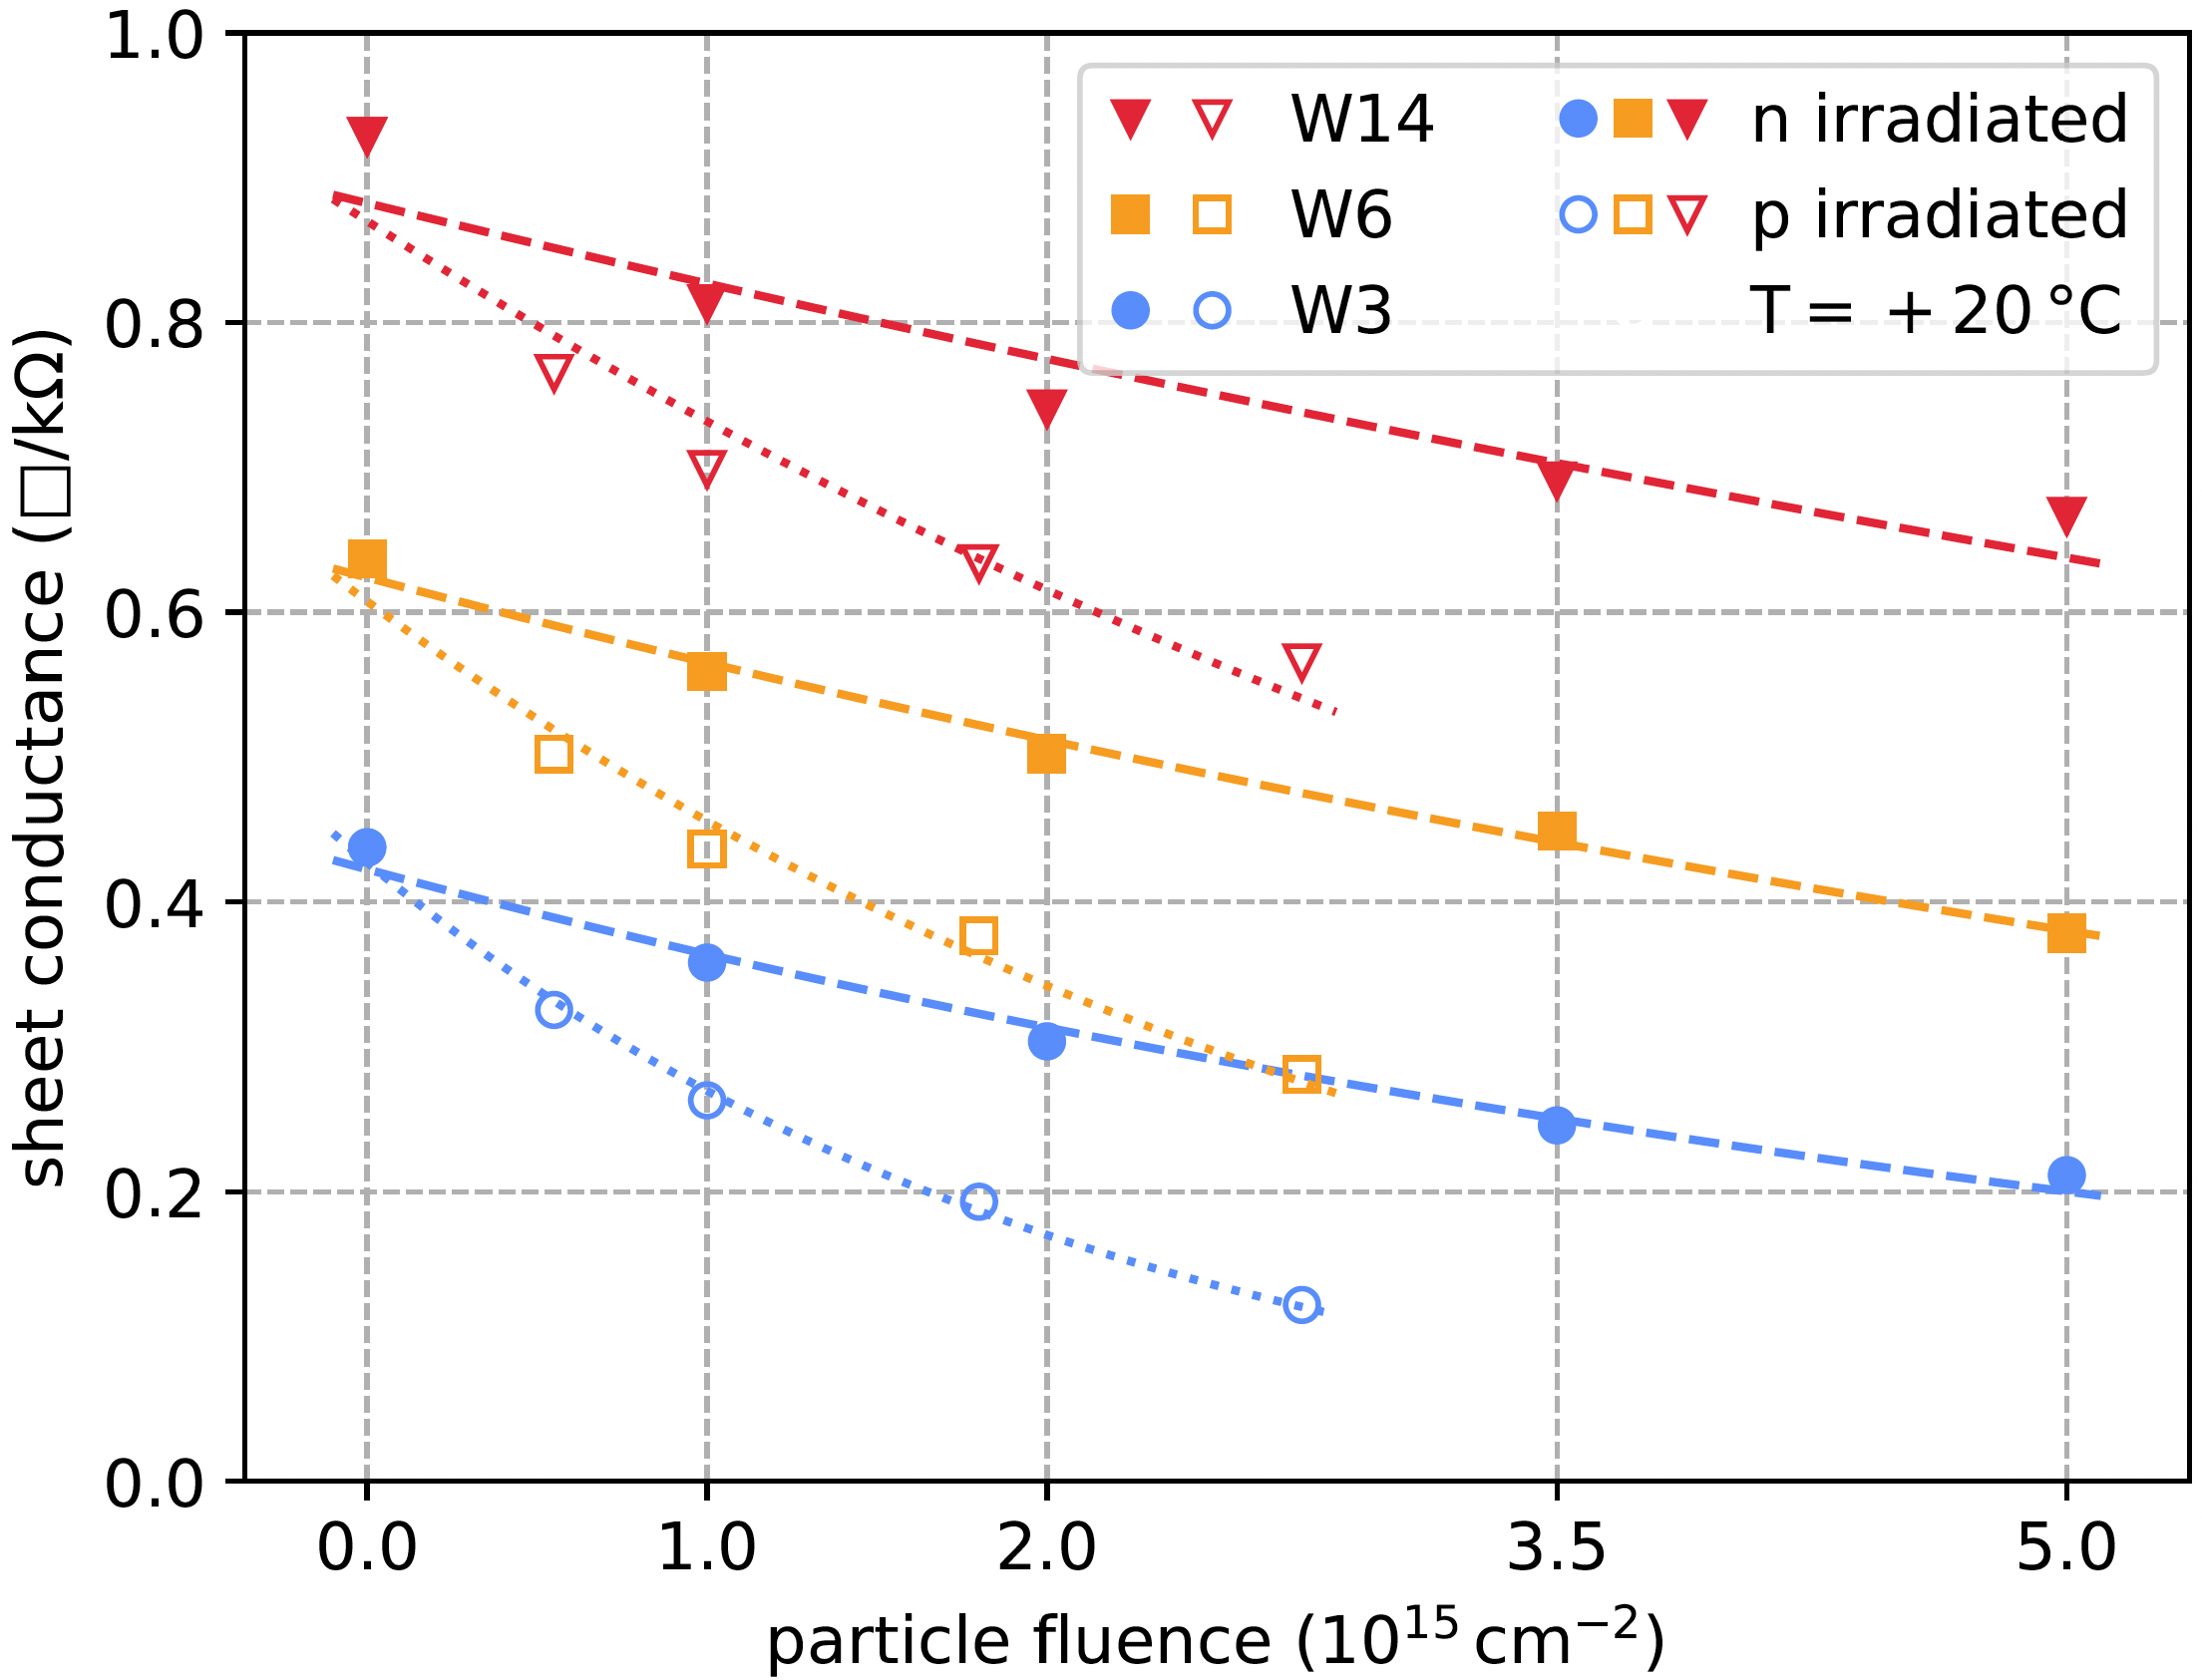 sheet conductance (□/kΩ)
1.0
0.8
0.6
0.4
0.2
0.0
W14
W6
W3
n irradiated
p irradiated
T = +20 °C
0.0 1.0 2.0 3.5 5.0
particle fluence (10¹⁵ cm⁻²)